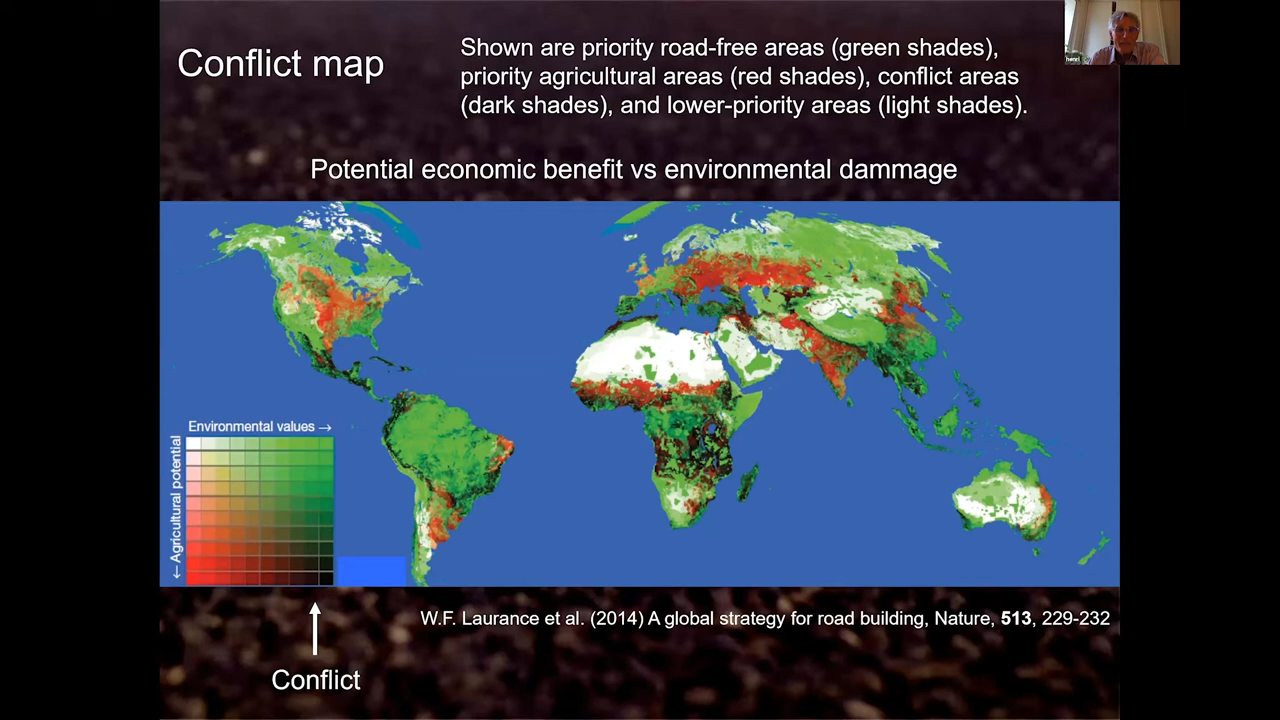 Conflict map
Shown are priority road-free areas (green shades),
priority agricultural areas (red shades), conflict areas
(dark shades), and lower-priority areas (light shades).
Potential economic benefit vs environmental dammage
Environmental values →
← Agricultural potential
W.F. Laurance et al. (2014) A global strategy for road building, Nature, 513, 229-232
Conflict